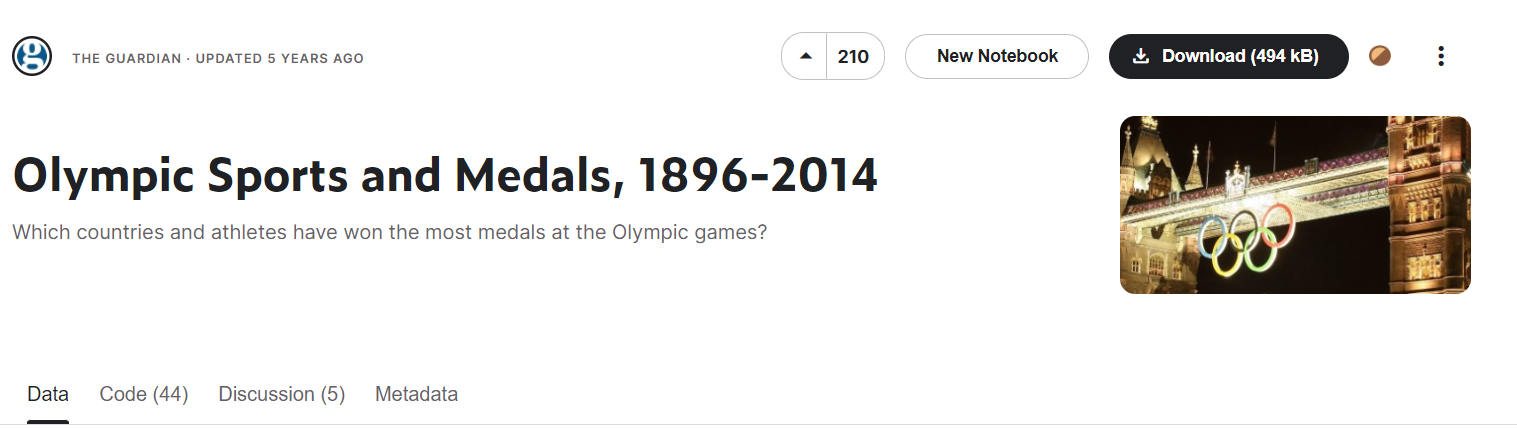 g
THE GUARDIAN · UPDATED 5 YEARS AGO
210
New Notebook
Download (494 kB)
Olympic Sports and Medals, 1896-2014
Which countries and athletes have won the most medals at the Olympic games?
Data
Code (44)
Discussion (5)
Metadata